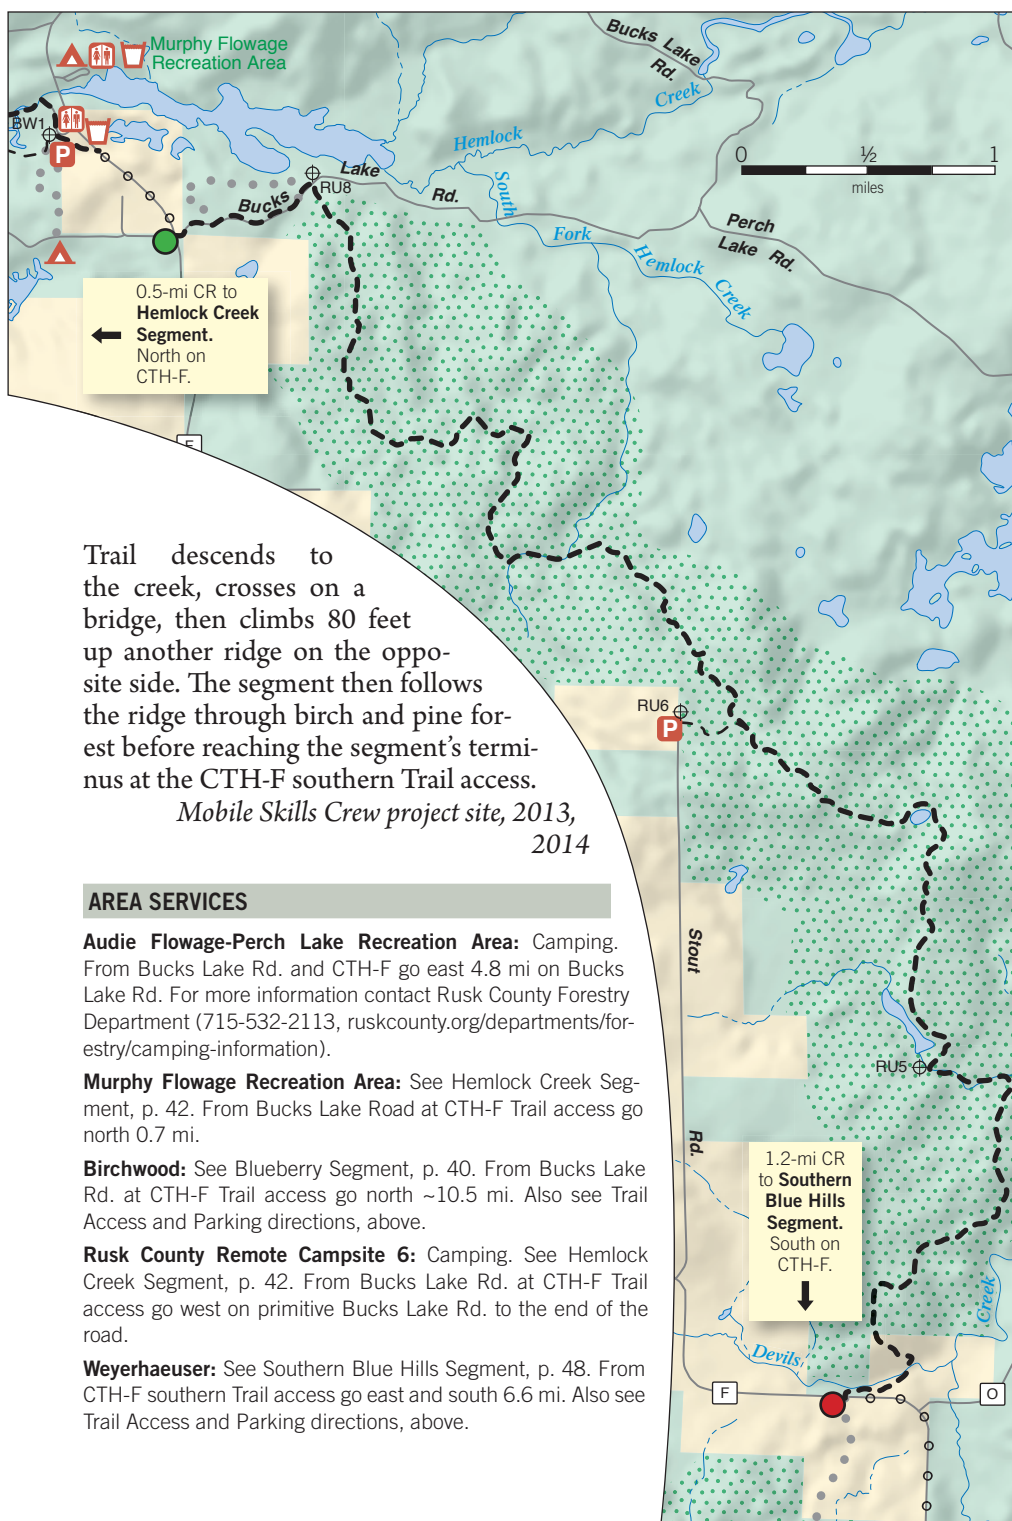 Murphy Flowage
Recreation Area
Bucks Lake
Rd.
Hemlock
Creek
BW1
P
RU8
Lake
Rd.
Bucks
South
Fork
Hemlock
Creek
0 ½ 1
miles
Perch
Lake Rd.
0.5-mi CR to
Hemlock Creek
Segment.
North on
CTH-F.
F
Trail descends to
the creek, crosses on a
bridge, then climbs 80 feet
up another ridge on the oppo-
site side. The segment then follows
the ridge through birch and pine for-
est before reaching the segment's termi-
nus at the CTH-F southern Trail access.
Mobile Skills Crew project site, 2013,
2014
RU6
P
AREA SERVICES
Audie Flowage-Perch Lake Recreation Area: Camping.
From Bucks Lake Rd. and CTH-F go east 4.8 mi on Bucks
Lake Rd. For more information contact Rusk County Forestry
Department (715-532-2113, ruskcounty.org/departments/for-
estry/camping-information).
Murphy Flowage Recreation Area: See Hemlock Creek Seg-
ment, p. 42. From Bucks Lake Road at CTH-F Trail access go
north 0.7 mi.
Birchwood: See Blueberry Segment, p. 40. From Bucks Lake
Rd. at CTH-F Trail access go north ~10.5 mi. Also see Trail
Access and Parking directions, above.
Rusk County Remote Campsite 6: Camping. See Hemlock
Creek Segment, p. 42. From Bucks Lake Rd. at CTH-F Trail
access go west on primitive Bucks Lake Rd. to the end of the
road.
Weyerhaeuser: See Southern Blue Hills Segment, p. 48. From
CTH-F southern Trail access go east and south 6.6 mi. Also see
Trail Access and Parking directions, above.
Stout
Rd.
RU5
1.2-mi CR
to Southern
Blue Hills
Segment.
South on
CTH-F.
Devils
Creek
F
O